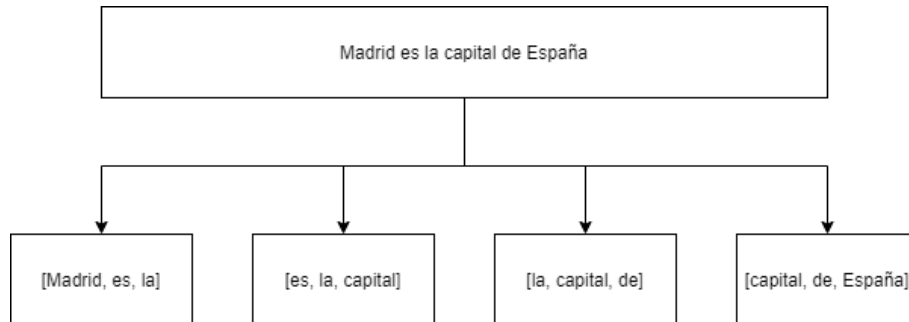 Madrid es la capital de España
[Madrid, es, la]
[es, la, capital]
[la, capital, de]
[capital, de, España]